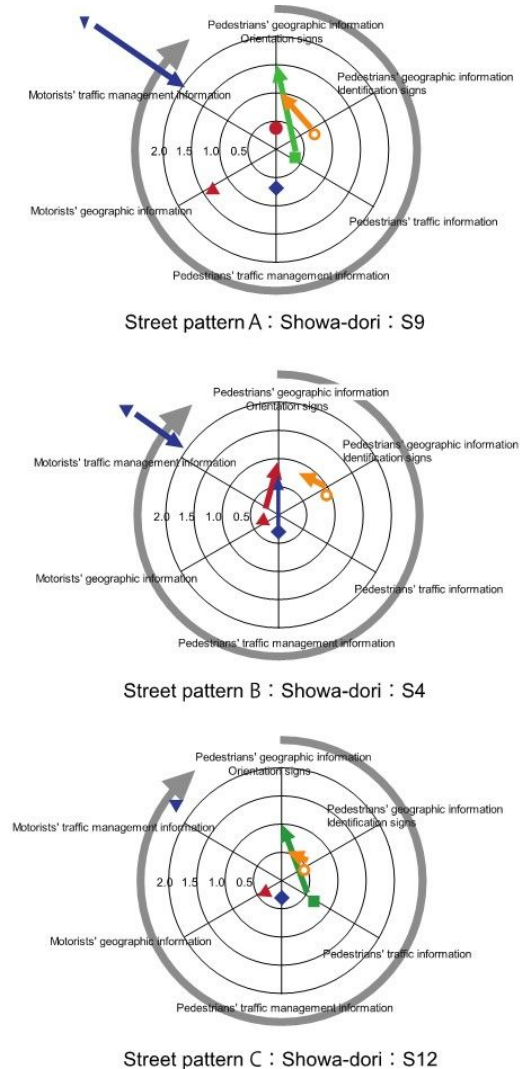 Pedestrians' geographic information
Orientation signs
Pedestrians' geographic information
Identification signs
Motorists' traffic management information
2.0 1.5 1.0 0.5
Motorists' geographic information
Pedestrians' traffic information
Pedestrians' traffic management information
Street pattern A：Showa-dori：S9
Pedestrians' geographic information
Orientation signs
Pedestrians' geographic information
Identification signs
Motorists' traffic management information
2.0 1.5 1.0 0.5
Motorists' geographic information
Pedestrians' traffic information
Pedestrians' traffic management information
Street pattern B：Showa-dori：S4
Pedestrians' geographic information
Orientation signs
Pedestrians' geographic information
Identification signs
Motorists' traffic management information
2.0 1.5 1.0 0.5
Motorists' geographic information
Pedestrians' traffic information
Pedestrians' traffic management information
Street pattern C：Showa-dori：S12